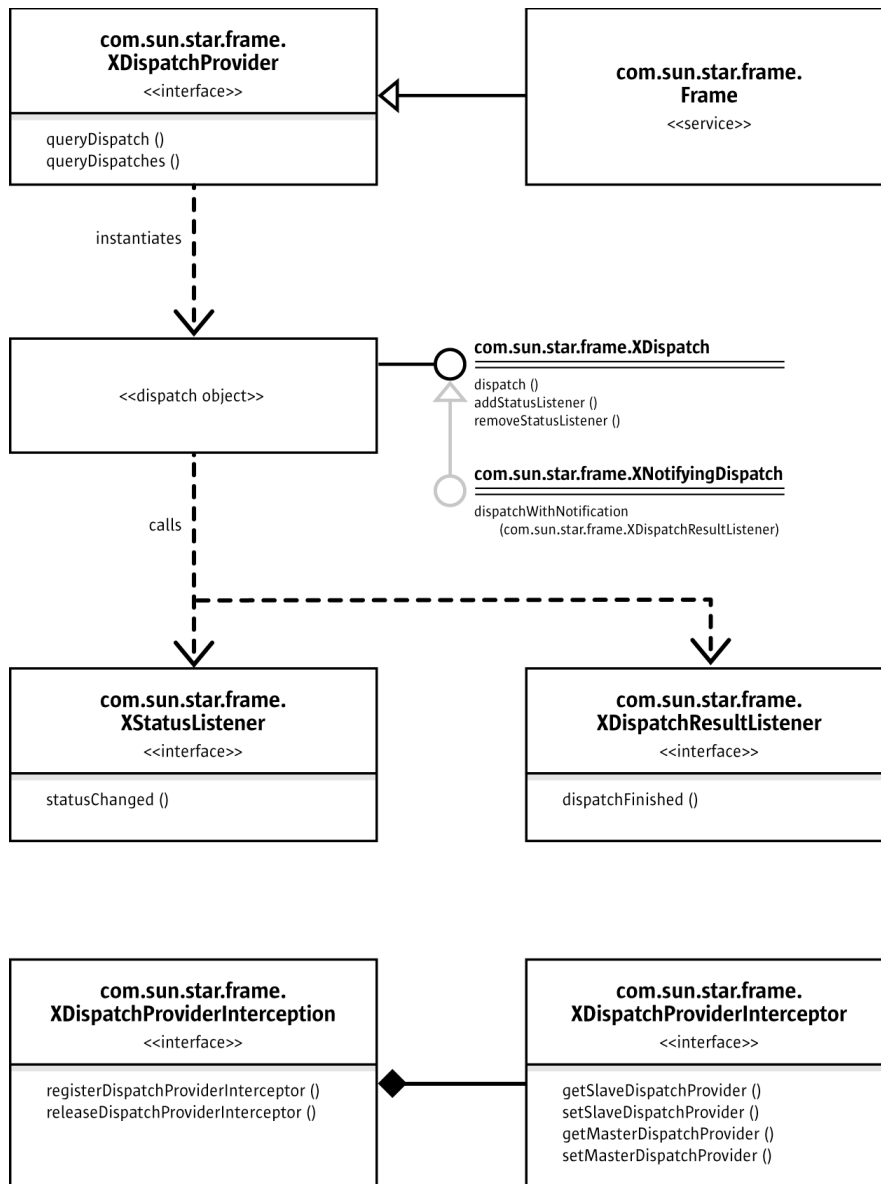 com.sun.star.frame.
XDispatchProvider
<<interface>>
queryDispatch ()
queryDispatches ()
com.sun.star.frame.
Frame
<<service>>
instantiates
<<dispatch object>>
com.sun.star.frame.XDispatch
dispatch ()
addStatusListener ()
removeStatusListener ()
com.sun.star.frame.XNotifyingDispatch
dispatchWithNotification
(com.sun.star.frame.XDispatchResultListener)
calls
com.sun.star.frame.
XStatusListener
<<interface>>
statusChanged ()
com.sun.star.frame.
XDispatchResultListener
<<interface>>
dispatchFinished ()
com.sun.star.frame.
XDispatchProviderInterception
<<interface>>
registerDispatchProviderInterceptor ()
releaseDispatchProviderInterceptor ()
com.sun.star.frame.
XDispatchProviderInterceptor
<<interface>>
getSlaveDispatchProvider ()
setSlaveDispatchProvider ()
getMasterDispatchProvider ()
setMasterDispatchProvider ()